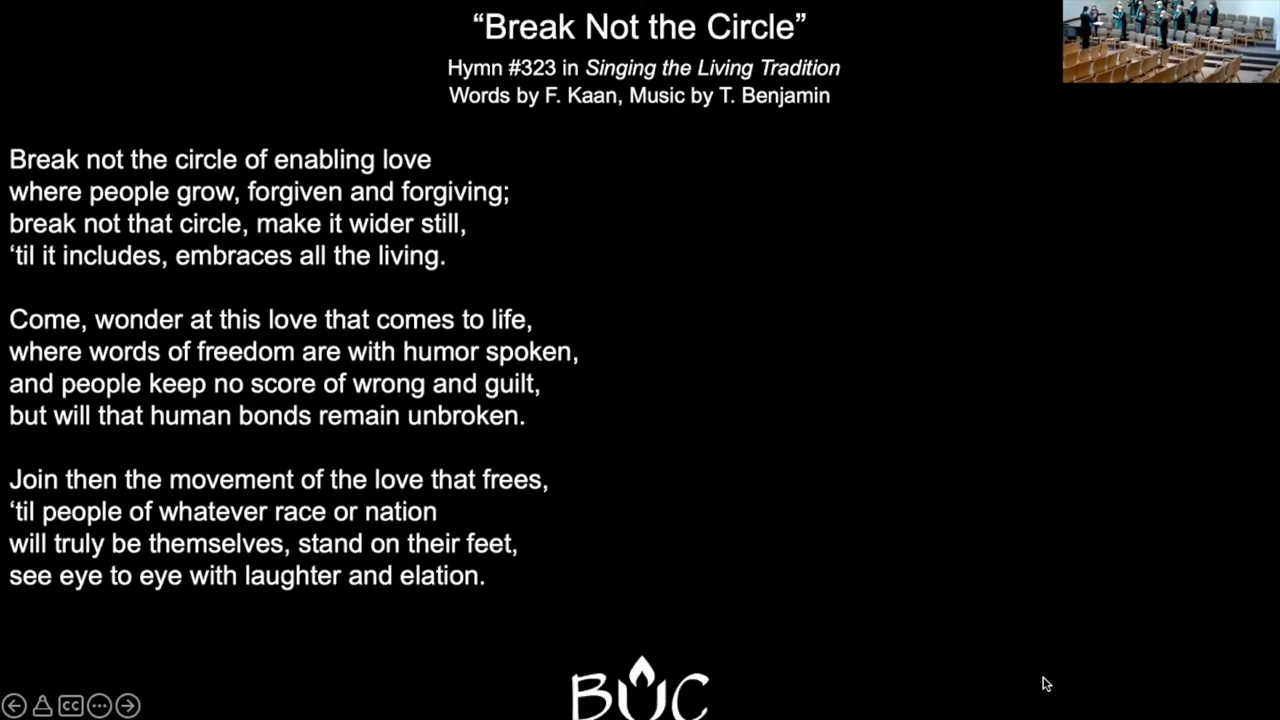 “Break Not the Circle”
Hymn #323 in Singing the Living Tradition
Words by F. Kaan, Music by T. Benjamin
Break not the circle of enabling love
where people grow, forgiven and forgiving;
break not that circle, make it wider still,
‘til it includes, embraces all the living.
Come, wonder at this love that comes to life,
where words of freedom are with humor spoken,
and people keep no score of wrong and guilt,
but will that human bonds remain unbroken.
Join then the movement of the love that frees,
‘til people of whatever race or nation
will truly be themselves, stand on their feet,
see eye to eye with laughter and elation.
BUC
CC